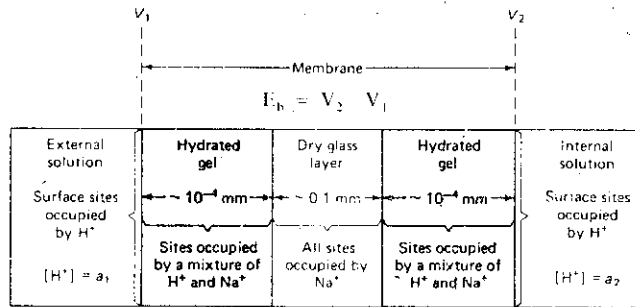 V₁ V₂
Membrane
E_b = V₂ V₁
External solution
Hydrated gel
Dry glass layer
Hydrated gel
Internal solution
Surface sites occupied by H⁺
~ 10⁻⁴ mm
~ 0.1 mm
~ 10⁻⁴ mm
Surface sites occupied by H⁺
[H⁺] = a₁
Sites occupied by a mixture of H⁺ and Na⁺
All sites occupied by Na⁺
Sites occupied by a mixture of H⁺ and Na⁺
[H⁺] = a₂